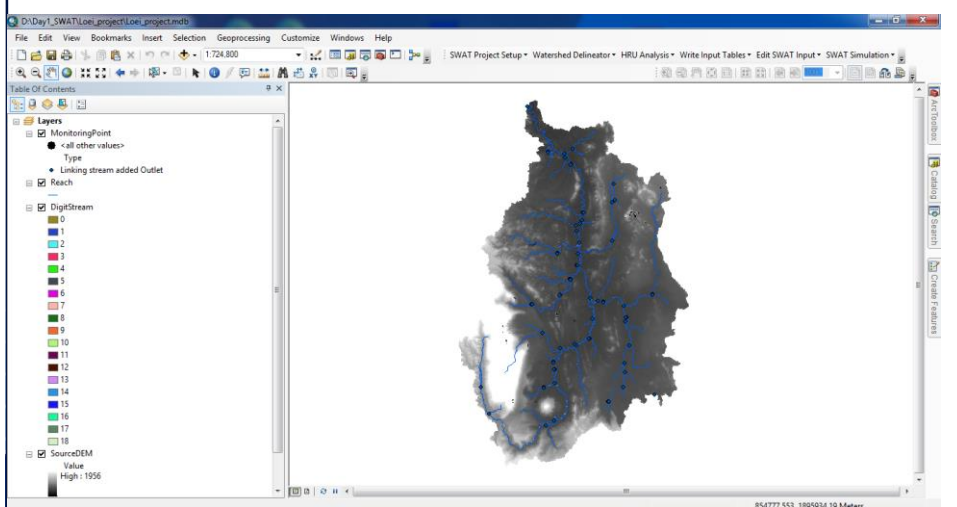 D:\Day1_SWAT\Loei_project\Loei_project.mdb
File Edit View Bookmarks Insert Selection Geoprocessing Customize Windows Help
1:724.800
SWAT Project Setup Watershed Delineator HRU Analysis Write Input Tables Edit SWAT Input SWAT Simulation
Table Of Contents
Layers
MonitoringPoint
<all other values>
Type
Linking stream added Outlet
Reach
DigitStream
0
1
2
3
4
5
6
7
8
9
10
11
12
13
14
15
16
17
18
SourceDEM
Value
High : 1956
ArcToolbox
Catalog
Search
Create Features
854777.553 1895934.19 Meters